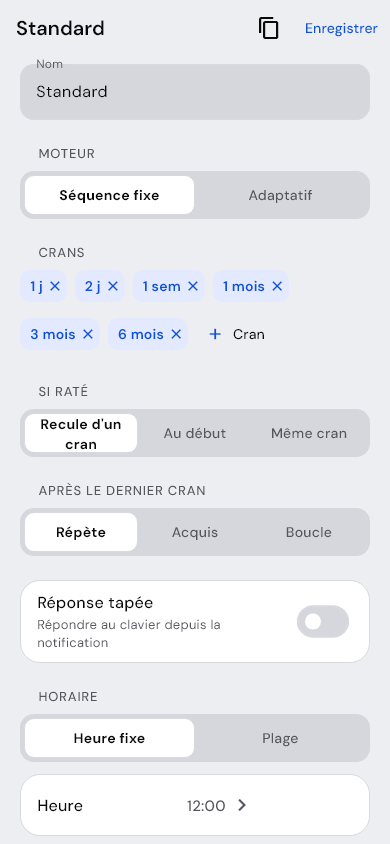 Standard
Enregistrer
Nom
Standard
MOTEUR
Séquence fixe
Adaptatif
CRANS
1 j
2 j
1 sem
1 mois
3 mois
6 mois
+ Cran
SI RATÉ
Recule d'un
cran
Au début
Même cran
APRÈS LE DERNIER CRAN
Répète
Acquis
Boucle
Réponse tapée
Répondre au clavier depuis la
notification
HORAIRE
Heure fixe
Plage
Heure
12:00